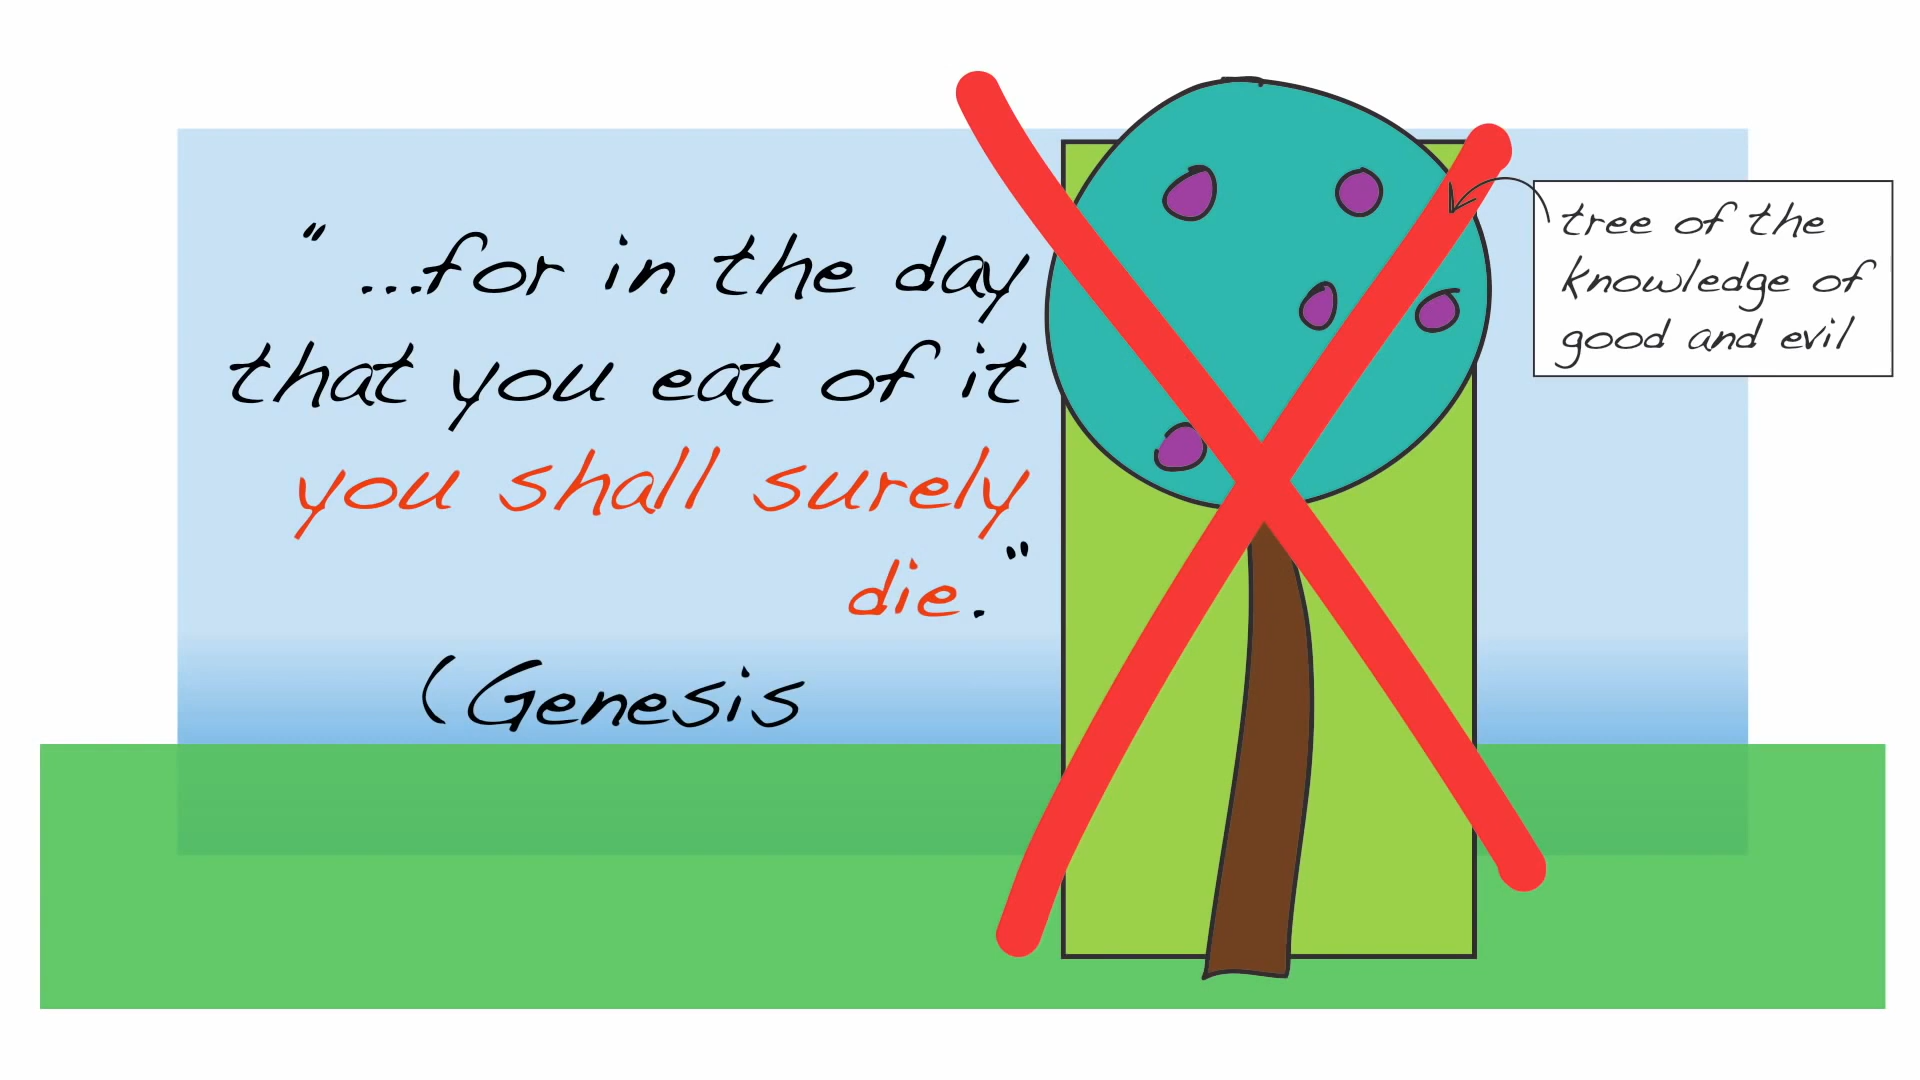 “ ...for in the day
that you eat of it
you shall surely
die.”
(Genesis
tree of the
knowledge of
good and evil